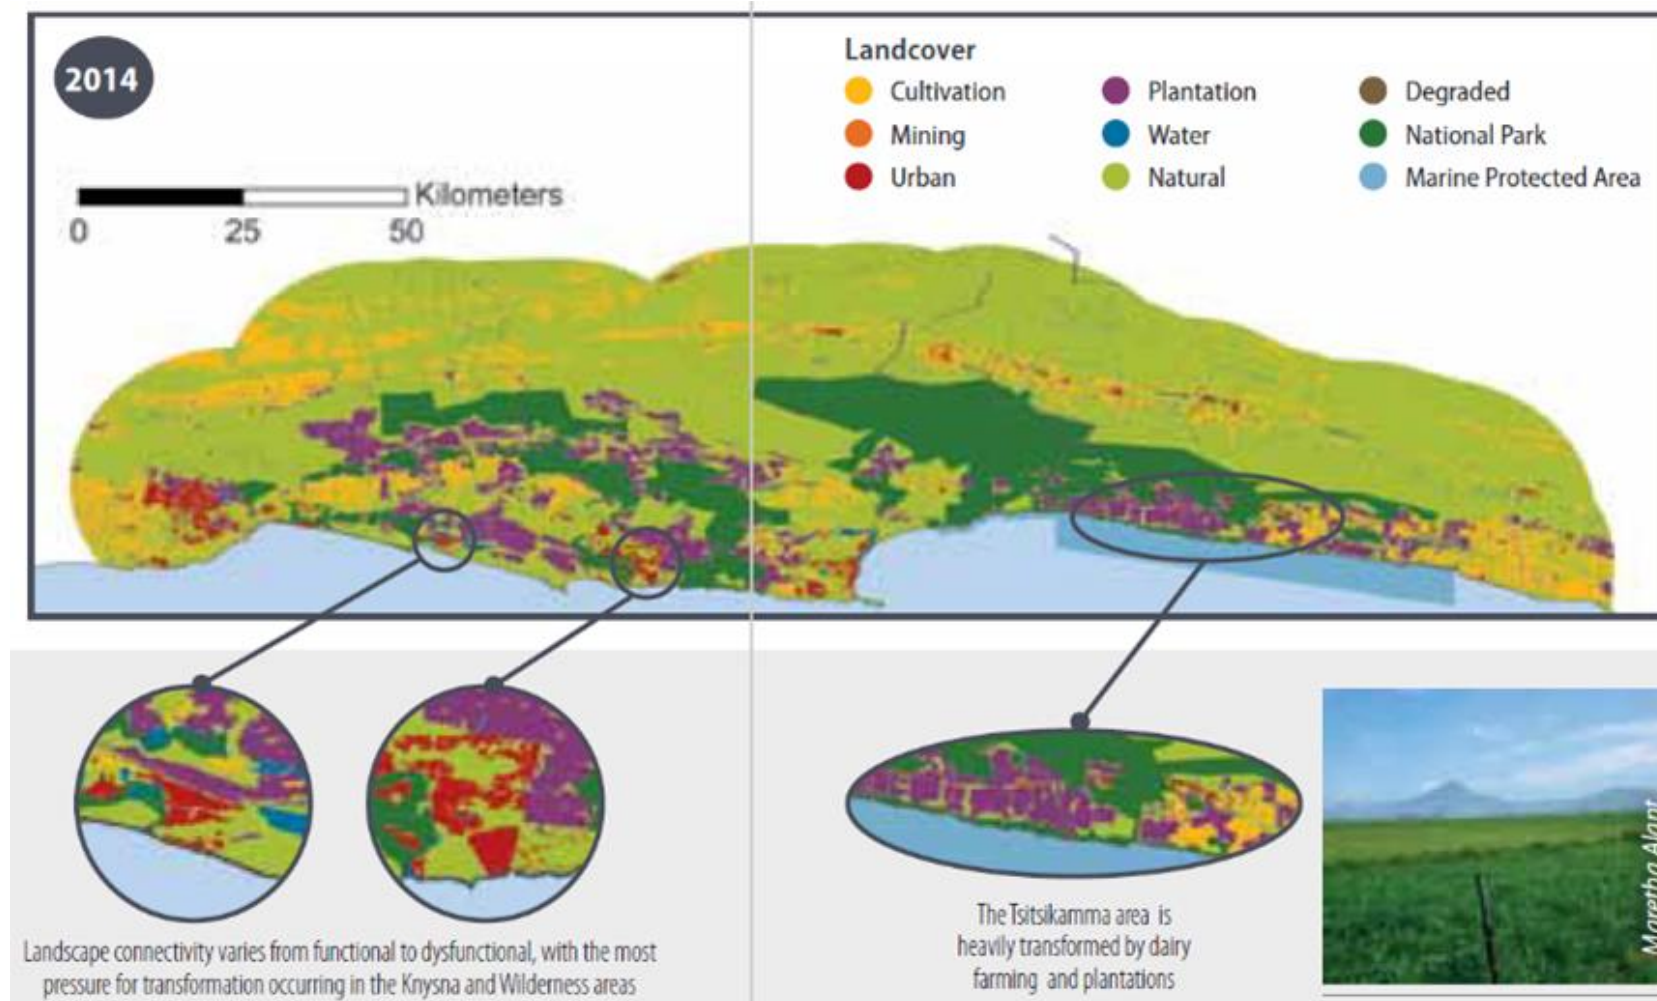 2014
Landcover
Cultivation
Mining
Urban
Plantation
Water
Natural
Degraded
National Park
Marine Protected Area
Kilometers
0 25 50
Landscape connectivity varies from functional to dysfunctional, with the most
pressure for transformation occurring in the Knysna and Wilderness areas
The Tsitsikamma area is
heavily transformed by dairy
farming and plantations
Maretha Alant